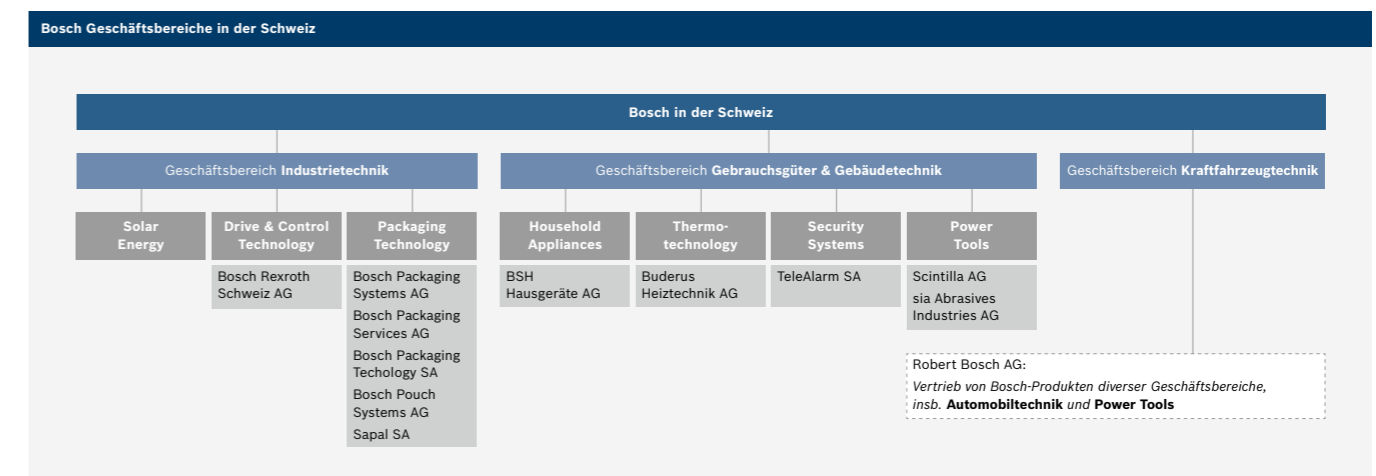 Bosch Geschäftsbereiche in der Schweiz
Bosch in der Schweiz
Geschäftsbereich Industrietechnik
Geschäftsbereich Gebrauchsgüter & Gebäudetechnik
Geschäftsbereich Kraftfahrzeugtechnik
Solar
Energy
Drive & Control
Technology
Packaging
Technology
Household
Appliances
Thermo-
technology
Security
Systems
Power
Tools
Bosch Rexroth
Schweiz AG
Bosch Packaging
Systems AG
Bosch Packaging
Services AG
Bosch Packaging
Techology SA
Bosch Pouch
Systems AG
Sapal SA
BSH
Hausgeräte AG
Buderus
Heiztechnik AG
TeleAlarm SA
Scintilla AG
sia Abrasives
Industries AG
Robert Bosch AG:
Vertrieb von Bosch-Produkten diverser Geschäftsbereiche,
insb. Automobiltechnik und Power Tools